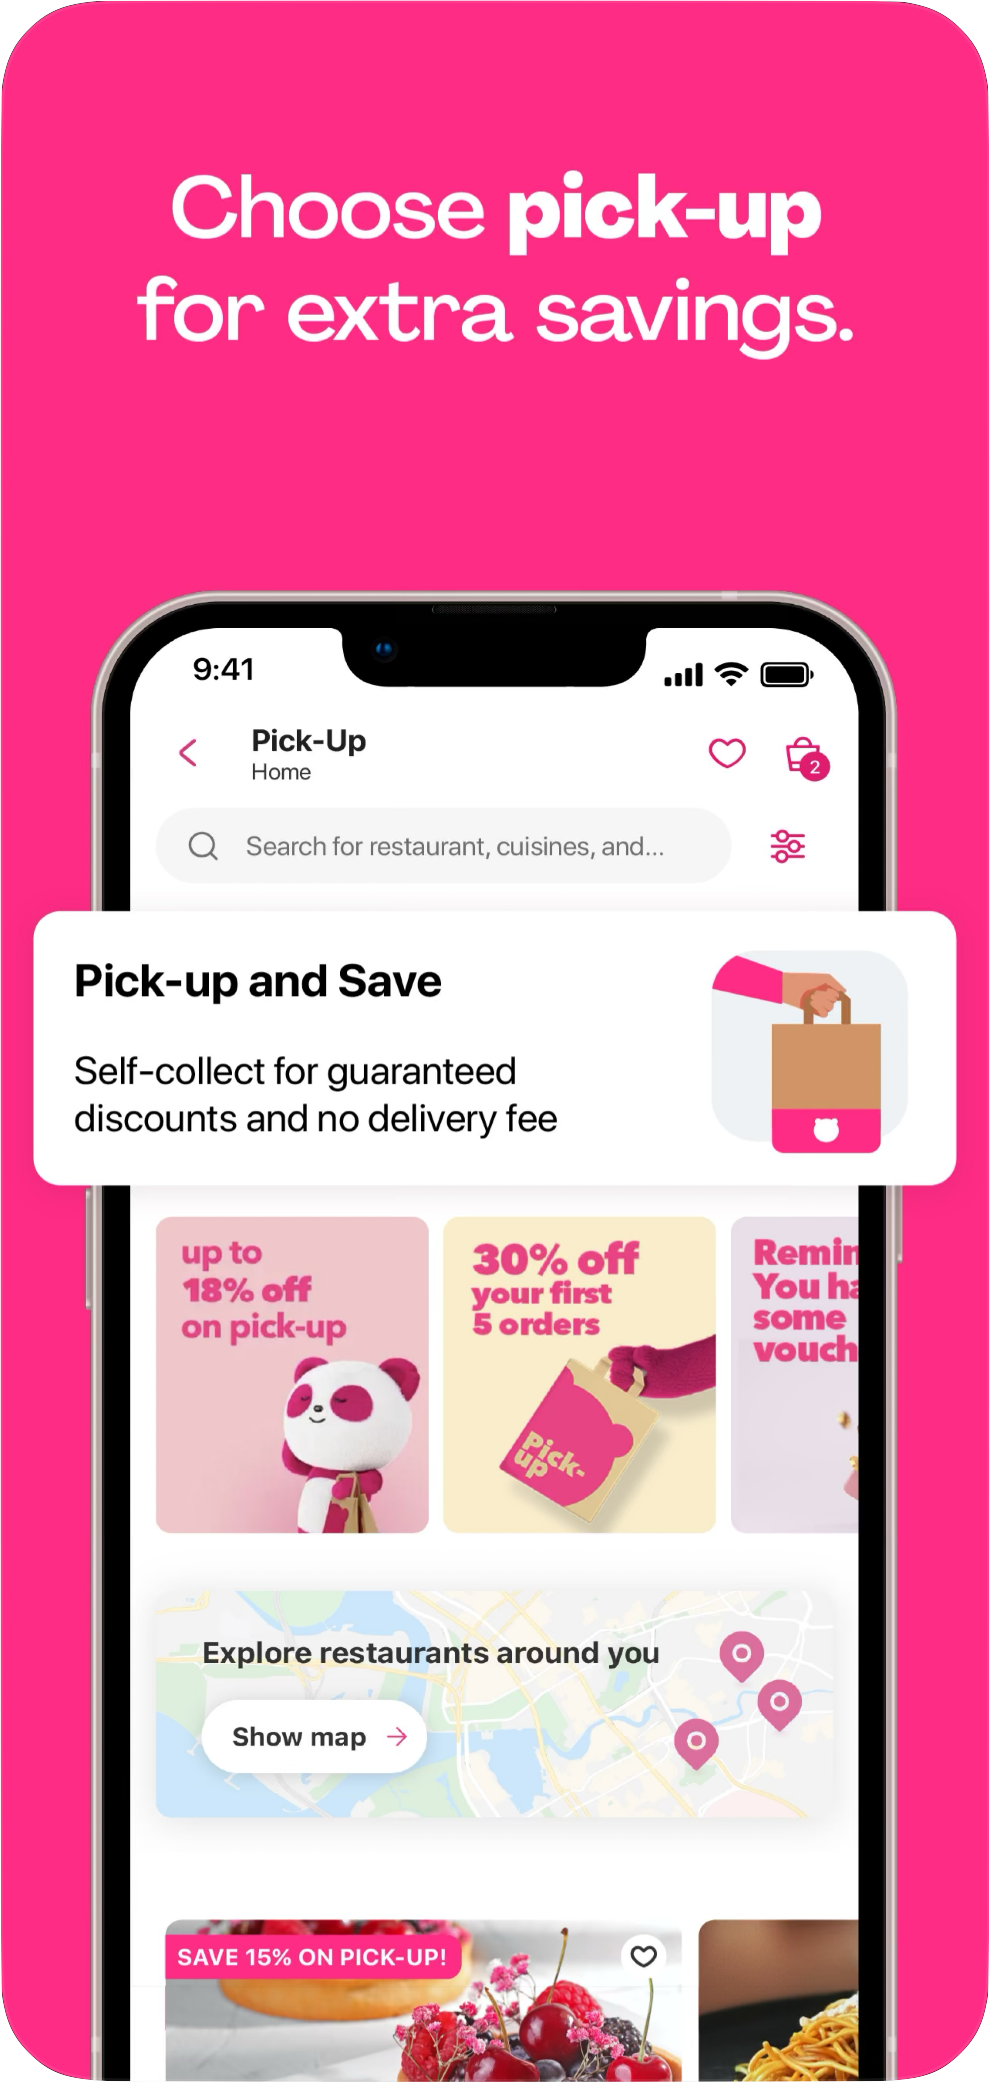 Choose pick-up
for extra savings.
9:41
Pick-Up
Home
2
Search for restaurant, cuisines, and...
Pick-up and Save
Self-collect for guaranteed
discounts and no delivery fee
up to
18% off
on pick-up
30% off
your first
5 orders
Pick-
up
Remin
You ha
some
vouch
Explore restaurants around you
Show map
SAVE 15% ON PICK-UP!